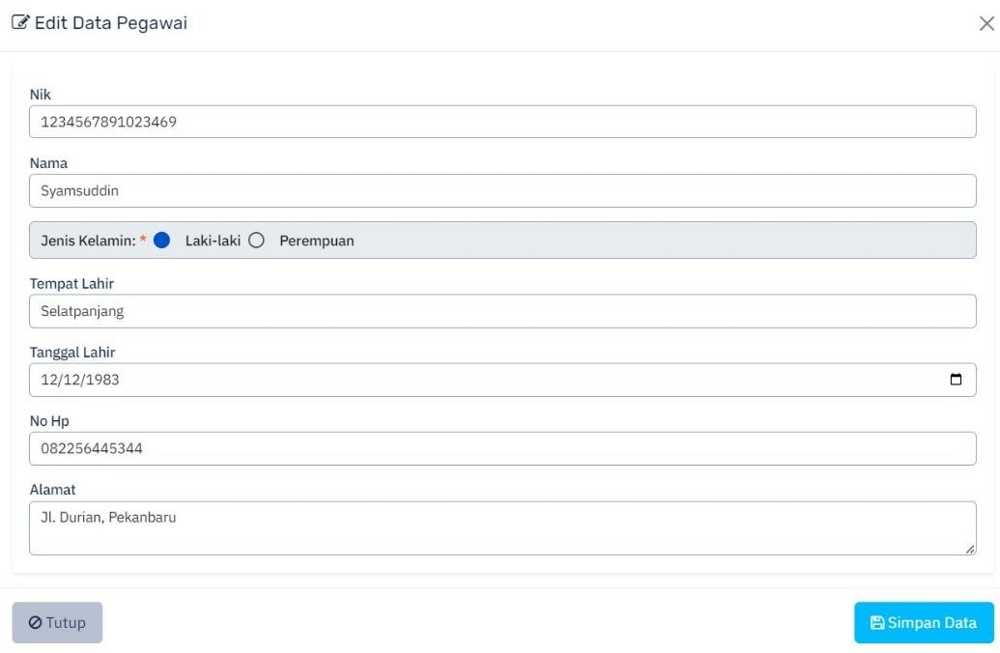 Edit Data Pegawai
Nik
1234567891023469
Nama
Syamsuddin
Jenis Kelamin: * Laki-laki Perempuan
Tempat Lahir
Selatpanjang
Tanggal Lahir
12/12/1983
No Hp
082256445344
Alamat
Jl. Durian, Pekanbaru
Tutup Simpan Data